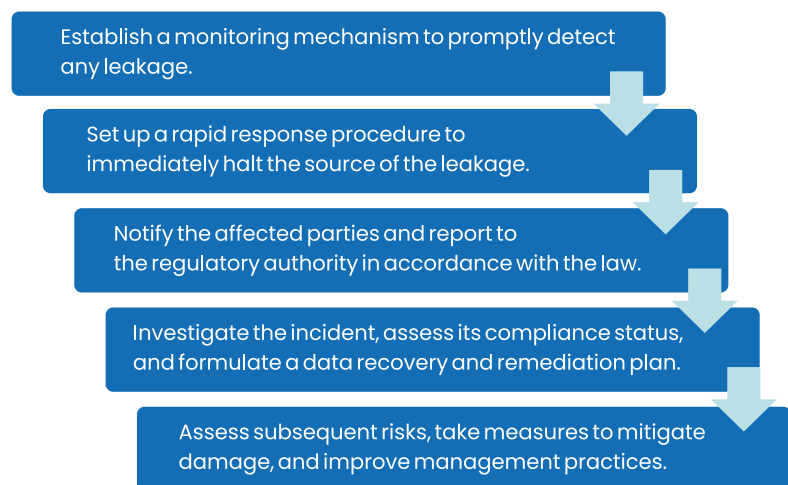 Establish a monitoring mechanism to promptly detect
any leakage.
Set up a rapid response procedure to
immediately halt the source of the leakage.
Notify the affected parties and report to
the regulatory authority in accordance with the law.
Investigate the incident, assess its compliance status,
and formulate a data recovery and remediation plan.
Assess subsequent risks, take measures to mitigate
damage, and improve management practices.